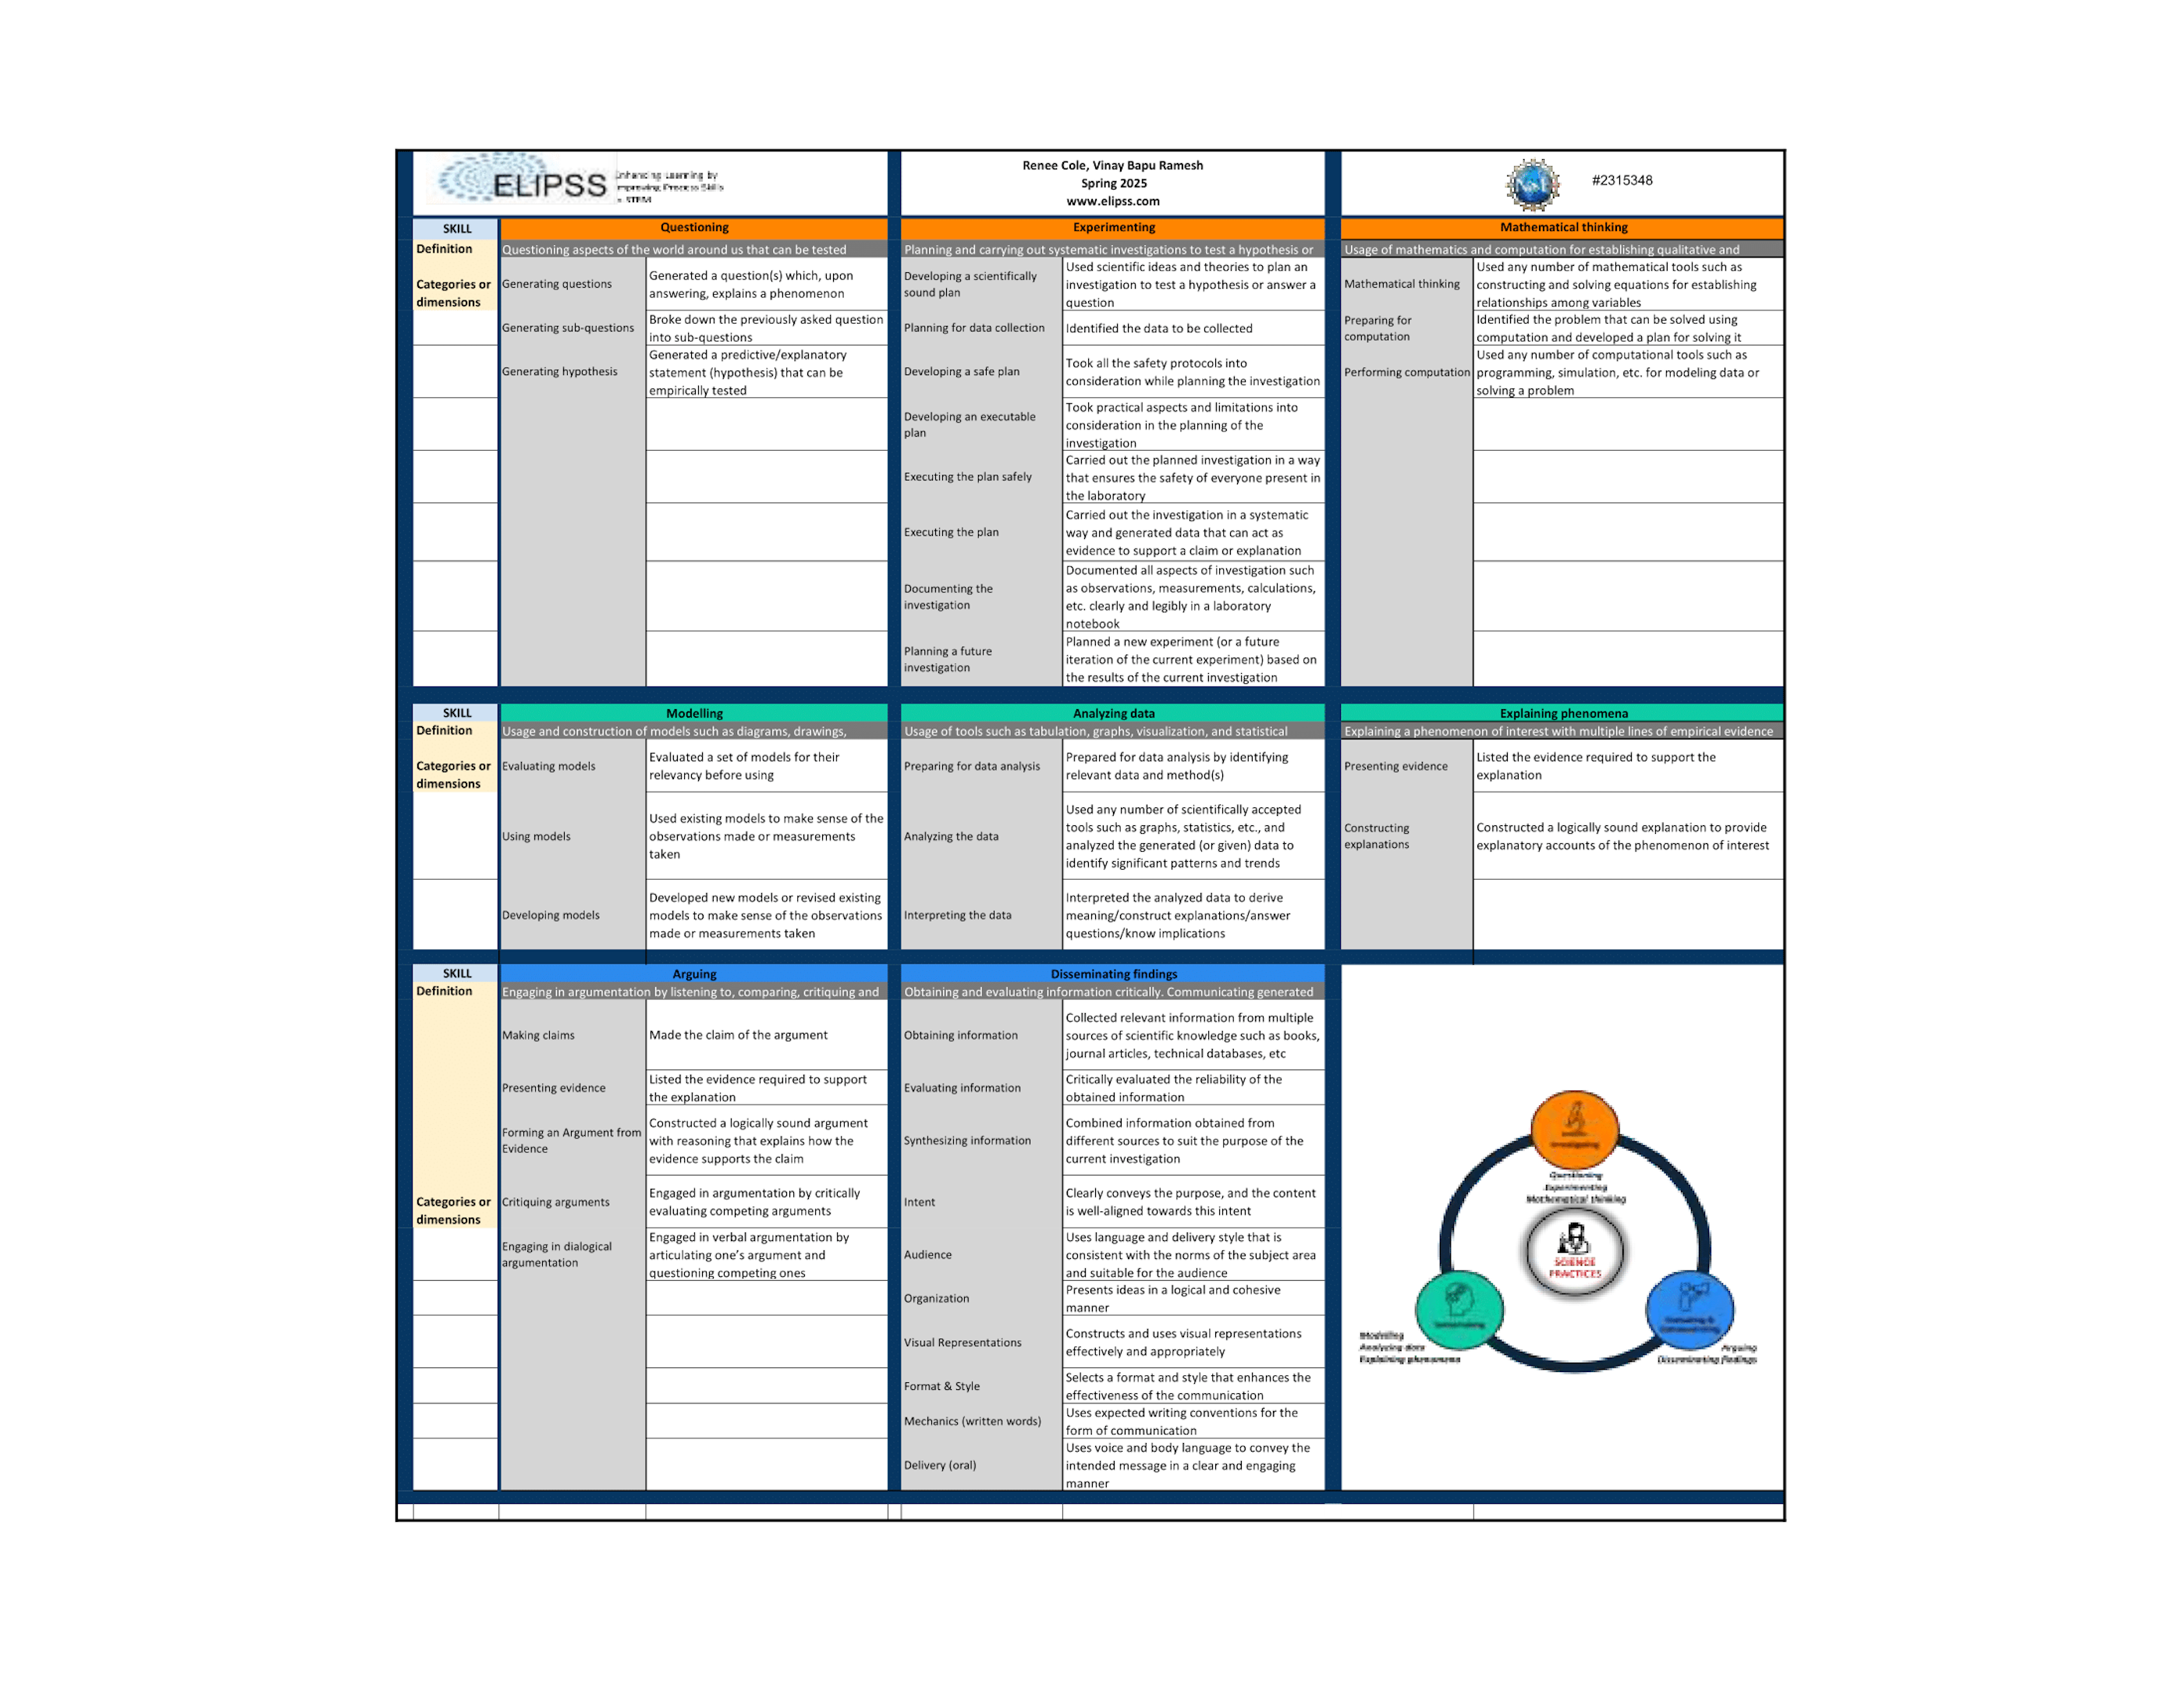 ELIPSS
Enhancing Learning by
Improving Process Skills
STEM
Renee Cole, Vinay Bapu Ramesh
Spring 2025
www.elipss.com
#2315348
SKILL
Questioning
Experimenting
Mathematical thinking
Definition
Questioning aspects of the world around us that can be tested
Planning and carrying out systematic investigations to test a hypothesis or
Usage of mathematics and computation for establishing qualitative and
Categories or
dimensions
Generating questions
Generated a question(s) which, upon
answering, explains a phenomenon
Developing a scientifically
sound plan
Used scientific ideas and theories to plan an
investigation to test a hypothesis or answer a
question
Mathematical thinking
Used any number of mathematical tools such as
constructing and solving equations for establishing
relationships among variables
Generating sub-questions
Broke down the previously asked question
into sub-questions
Planning for data collection
Identified the data to be collected
Preparing for
computation
Identified the problem that can be solved using
computation and developed a plan for solving it
Generating hypothesis
Generated a predictive/explanatory
statement (hypothesis) that can be
empirically tested
Developing a safe plan
Took all the safety protocols into
consideration while planning the investigation
Performing computation
Used any number of computational tools such as
programming, simulation, etc. for modeling data or
solving a problem
Developing an executable
plan
Took practical aspects and limitations into
consideration in the planning of the
investigation
Executing the plan safely
Carried out the planned investigation in a way
that ensures the safety of everyone present in
the laboratory
Executing the plan
Carried out the investigation in a systematic
way and generated data that can act as
evidence to support a claim or explanation
Documenting the
investigation
Documented all aspects of investigation such
as observations, measurements, calculations,
etc. clearly and legibly in a laboratory
notebook
Planning a future
investigation
Planned a new experiment (or a future
iteration of the current experiment) based on
the results of the current investigation
SKILL
Modelling
Analyzing data
Explaining phenomena
Definition
Usage and construction of models such as diagrams, drawings,
Usage of tools such as tabulation, graphs, visualization, and statistical
Explaining a phenomenon of interest with multiple lines of empirical evidence
Categories or
dimensions
Evaluating models
Evaluated a set of models for their
relevancy before using
Preparing for data analysis
Prepared for data analysis by identifying
relevant data and method(s)
Presenting evidence
Listed the evidence required to support the
explanation
Using models
Used existing models to make sense of the
observations made or measurements
taken
Analyzing the data
Used any number of scientifically accepted
tools such as graphs, statistics, etc., and
analyzed the generated (or given) data to
identify significant patterns and trends
Constructing
explanations
Constructed a logically sound explanation to provide
explanatory accounts of the phenomenon of interest
Developing models
Developed new models or revised existing
models to make sense of the observations
made or measurements taken
Interpreting the data
Interpreted the analyzed data to derive
meaning/construct explanations/answer
questions/know implications
SKILL
Arguing
Disseminating findings
Definition
Engaging in argumentation by listening to, comparing, critiquing and
Obtaining and evaluating information critically. Communicating generated
Making claims
Made the claim of the argument
Obtaining information
Collected relevant information from multiple
sources of scientific knowledge such as books,
journal articles, technical databases, etc
Presenting evidence
Listed the evidence required to support
the explanation
Evaluating information
Critically evaluated the reliability of the
obtained information
Forming an Argument from
Evidence
Constructed a logically sound argument
with reasoning that explains how the
evidence supports the claim
Synthesizing information
Combined information obtained from
different sources to suit the purpose of the
current investigation
Categories or
dimensions
Critiquing arguments
Engaged in argumentation by critically
evaluating competing arguments
Intent
Clearly conveys the purpose, and the content
is well-aligned towards this intent
Engaging in dialogical
argumentation
Engaged in verbal argumentation by
articulating one's argument and
questioning competing ones
Audience
Uses language and delivery style that is
consistent with the norms of the subject area
and suitable for the audience
Organization
Presents ideas in a logical and cohesive
manner
Visual Representations
Constructs and uses visual representations
effectively and appropriately
Format & Style
Selects a format and style that enhances the
effectiveness of the communication
Mechanics (written words)
Uses expected writing conventions for the
form of communication
Delivery (oral)
Uses voice and body language to convey the
intended message in a clear and engaging
manner
Questioning
Experimenting
Mathematical thinking
SCIENCE
PRACTICES
Modelling
Analyzing data
Explaining phenomena
Arguing
Disseminating findings